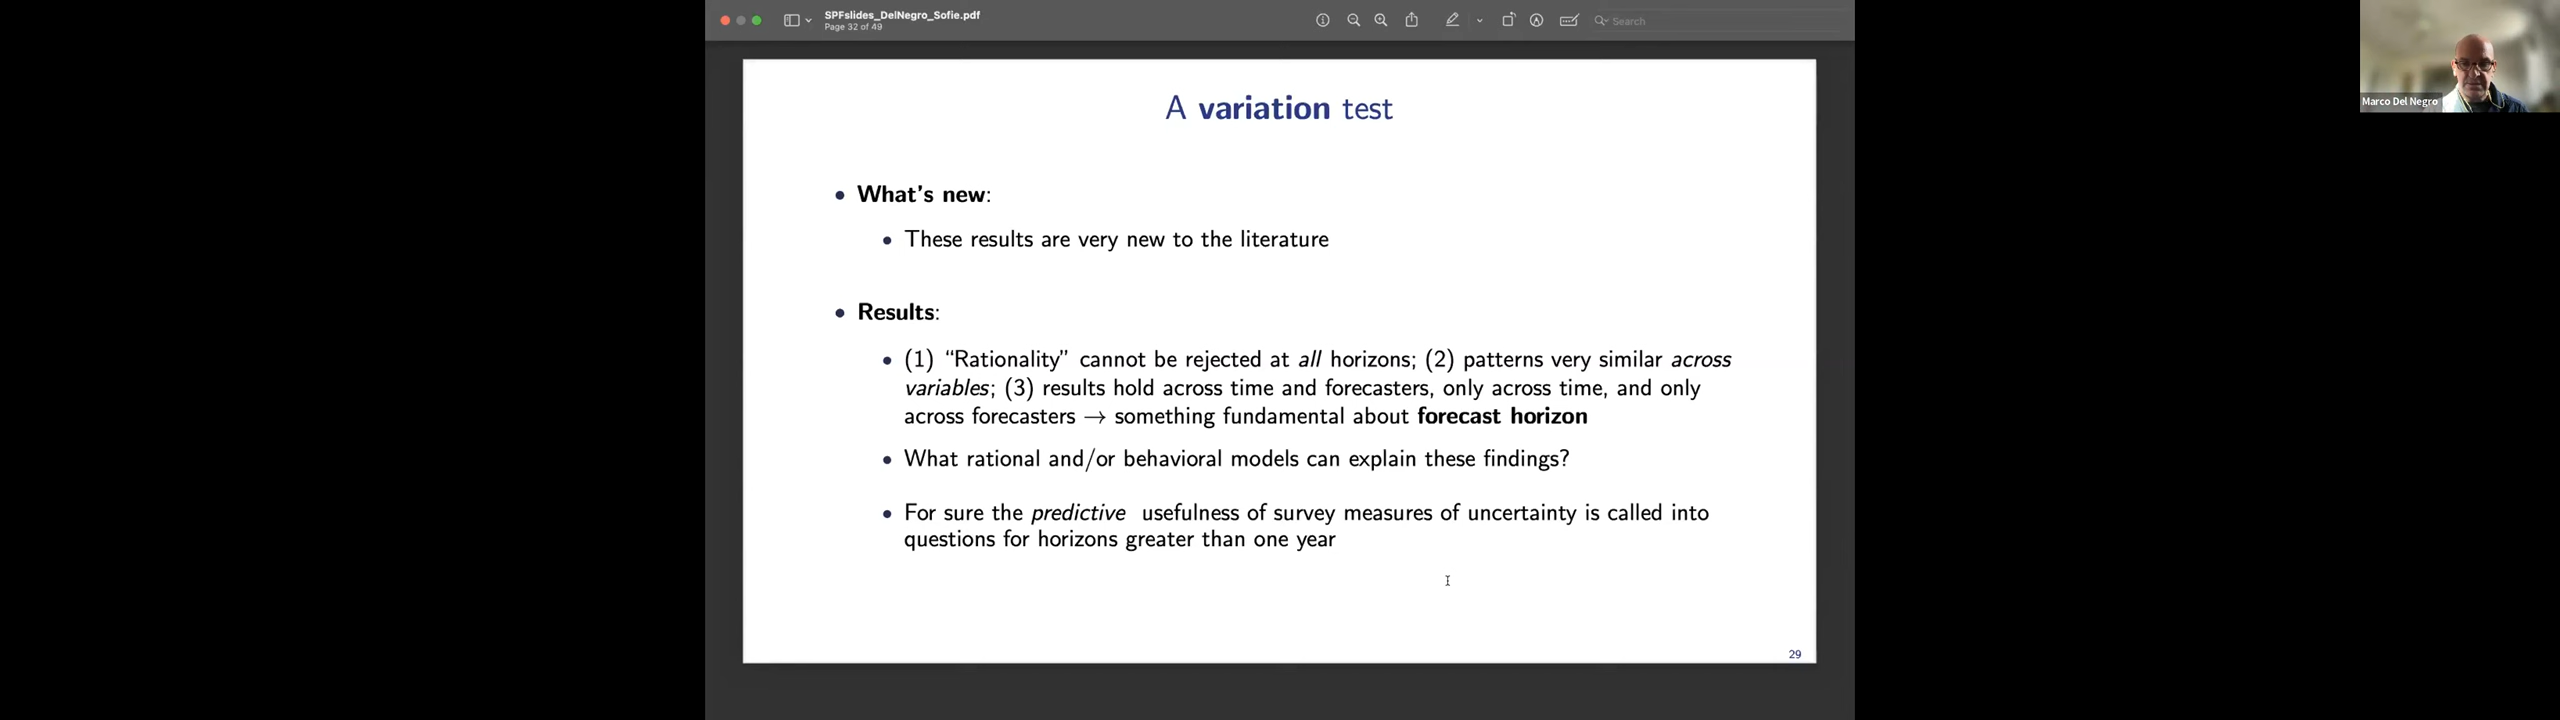 SPFslides_DelNegro_Sofie.pdf
Page 32 of 49
Search
Marco Del Negro
A variation test
• What's new:
• These results are very new to the literature
• Results:
• (1) “Rationality” cannot be rejected at all horizons; (2) patterns very similar across
variables; (3) results hold across time and forecasters, only across time, and only
across forecasters → something fundamental about forecast horizon
• What rational and/or behavioral models can explain these findings?
• For sure the predictive usefulness of survey measures of uncertainty is called into
questions for horizons greater than one year
29